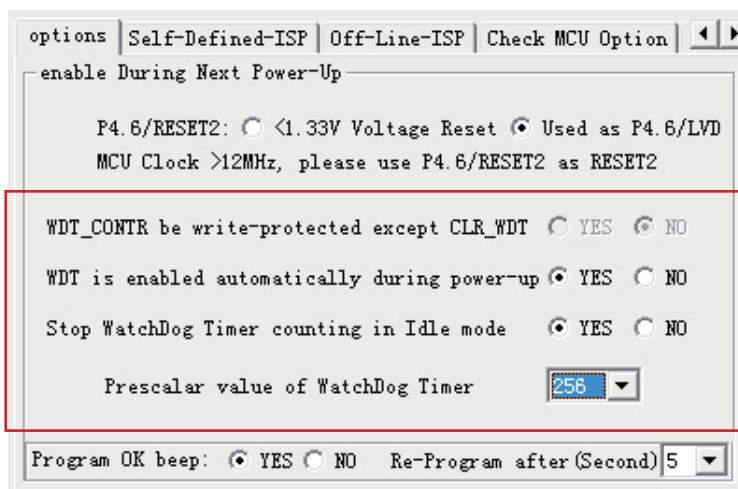 options Self-Defined-ISP Off-Line-ISP Check MCU Option
enable During Next Power-Up
P4.6/RESET2: <1.33V Voltage Reset Used as P4.6/LVD
MCU Clock >12MHz, please use P4.6/RESET2 as RESET2
WDT_CONTR be write-protected except CLR_WDT YES NO
WDT is enabled automatically during power-up YES NO
Stop WatchDog Timer counting in Idle mode YES NO
Prescalar value of WatchDog Timer 256
Program OK beep: YES NO Re-Program after(Second) 5